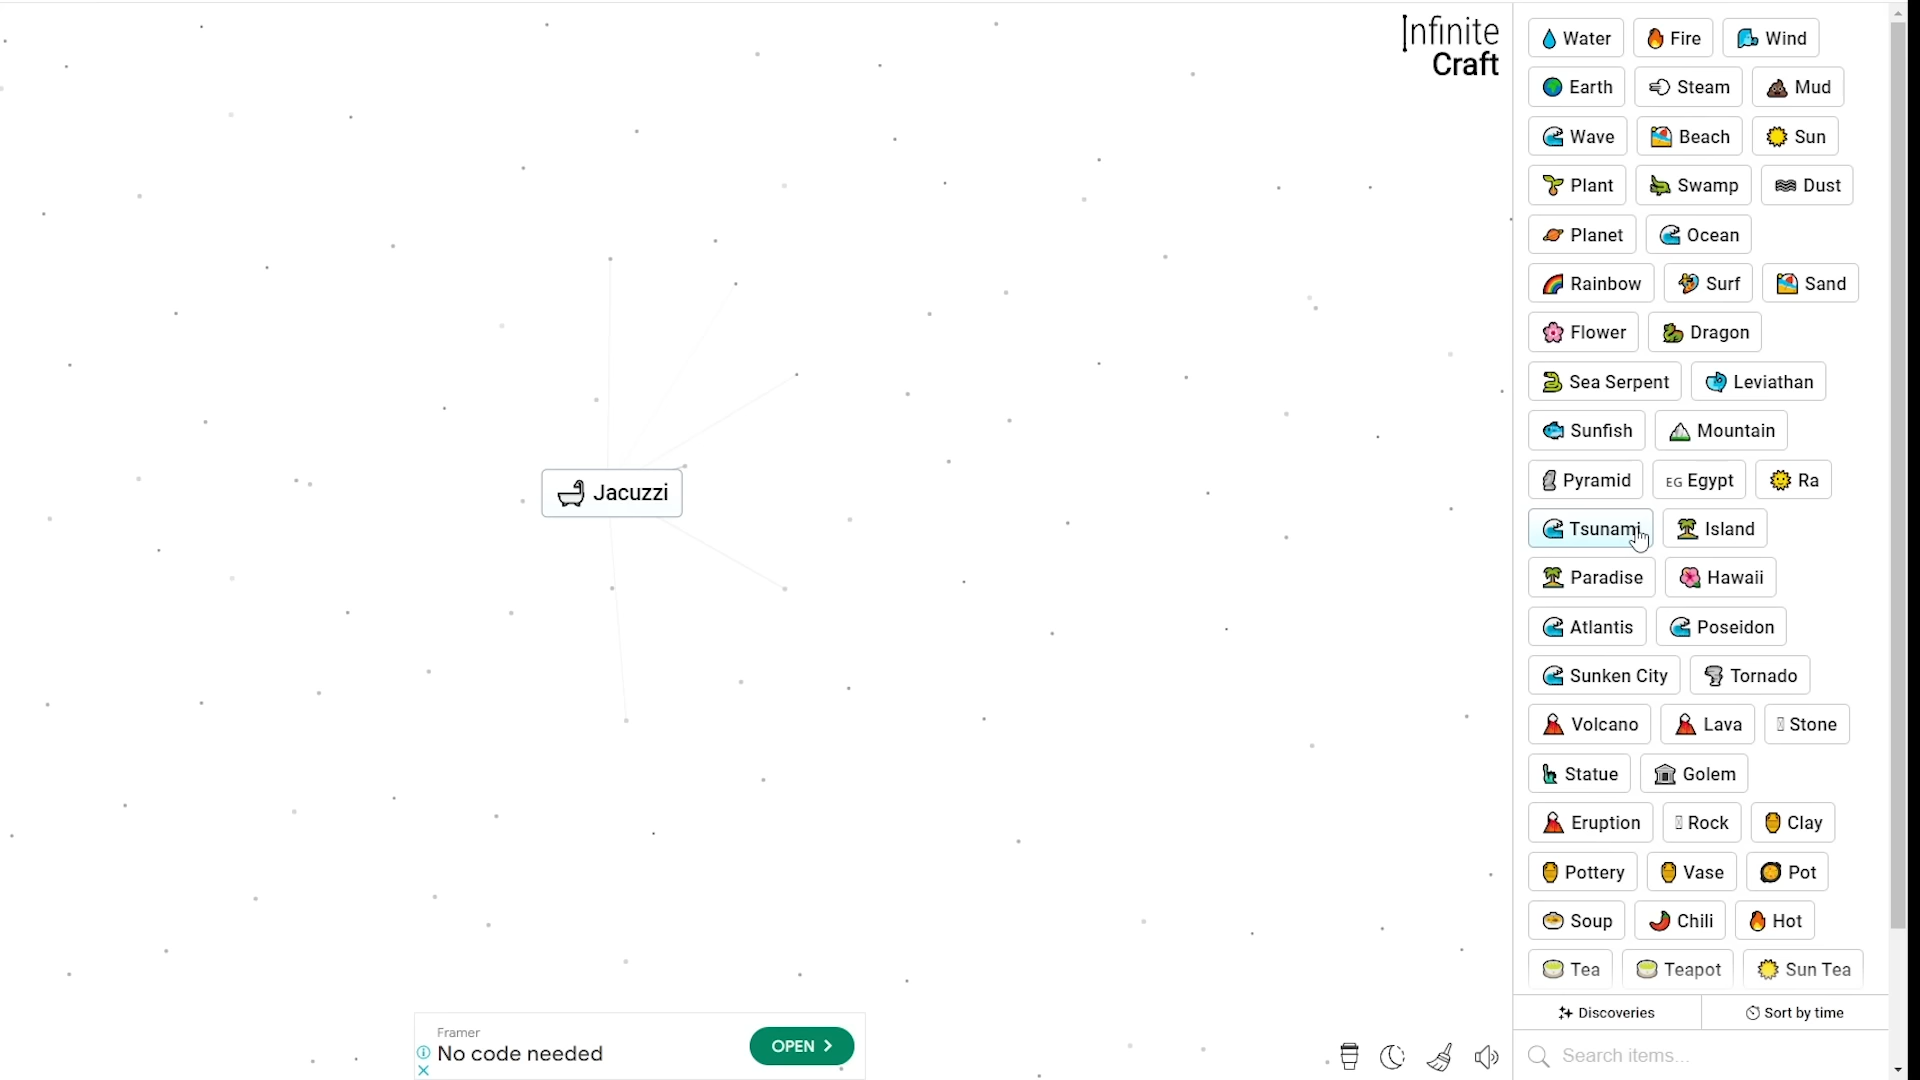 Infinite
Craft
Water Fire Wind
Earth Steam Mud
Wave Beach Sun
Plant Swamp Dust
Planet Ocean
Rainbow Surf Sand
Flower Dragon
Sea Serpent Leviathan
Sunfish Mountain
Jacuzzi
Pyramid EG Egypt Ra
Tsunami Island
Paradise Hawaii
Atlantis Poseidon
Sunken City Tornado
Volcano Lava Stone
Statue Golem
Eruption Rock Clay
Pottery Vase Pot
Soup Chili Hot
Tea Teapot Sun Tea
Discoveries Sort by time
Search items...
Framer
No code needed
OPEN